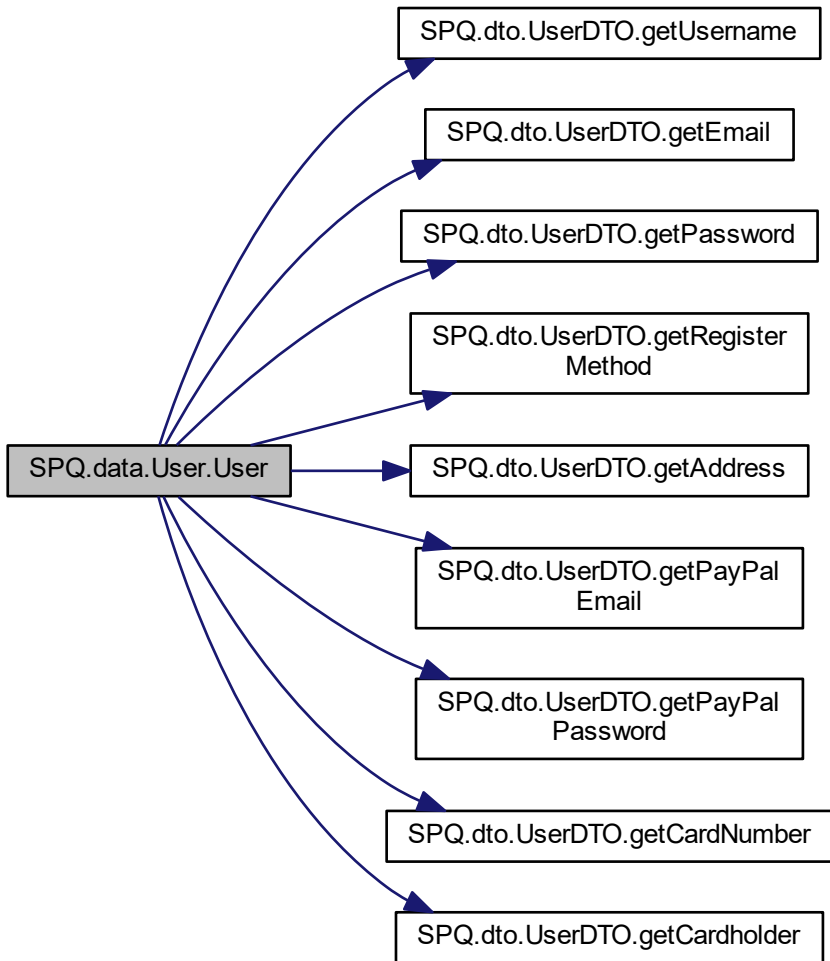 SPQ.dto.UserDTO.getUsername
SPQ.dto.UserDTO.getEmail
SPQ.dto.UserDTO.getPassword
SPQ.dto.UserDTO.getRegister
Method
SPQ.data.User.User
SPQ.dto.UserDTO.getAddress
SPQ.dto.UserDTO.getPayPal
Email
SPQ.dto.UserDTO.getPayPal
Password
SPQ.dto.UserDTO.getCardNumber
SPQ.dto.UserDTO.getCardholder